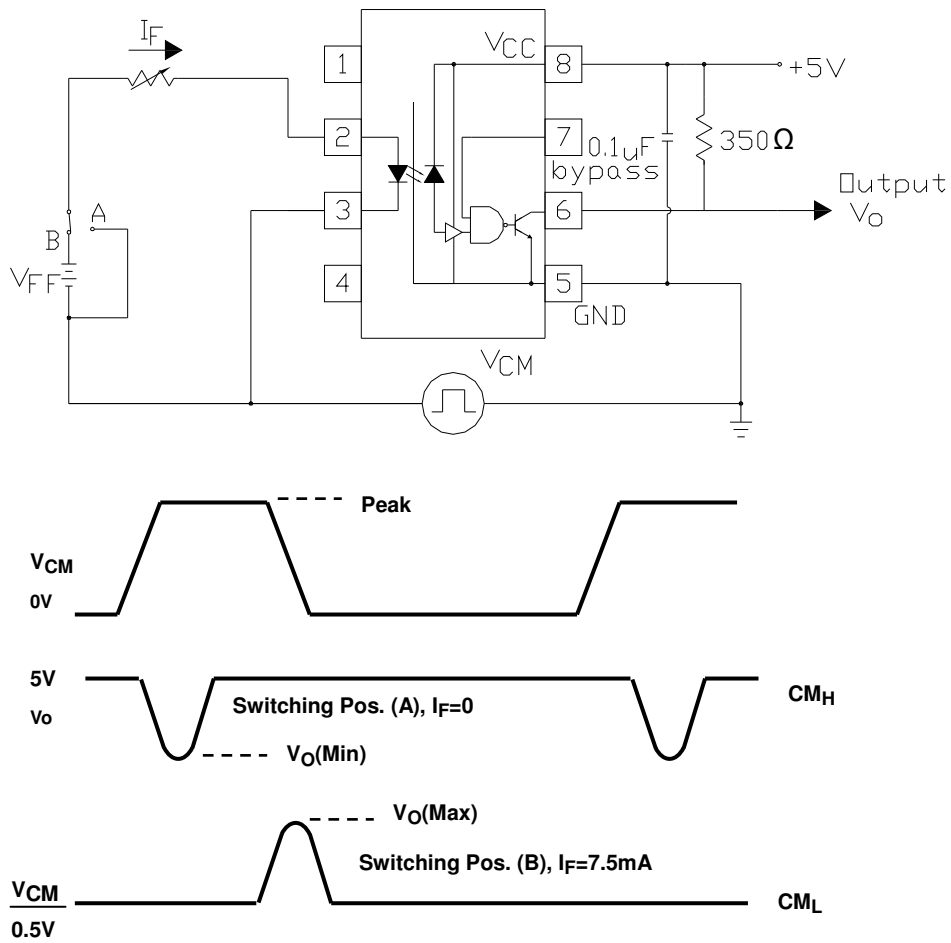 IF
1
VCC
8
+5V
2
7
0.1uF
bypass
350Ω
3
6
Output
VO
A
B
VFF
4
5
GND
VCM
Peak
VCM
0V
5V
Vo
Switching Pos. (A), IF=0
CMH
VO(Min)
VO(Max)
Switching Pos. (B), IF=7.5mA
VCM
0.5V
CML